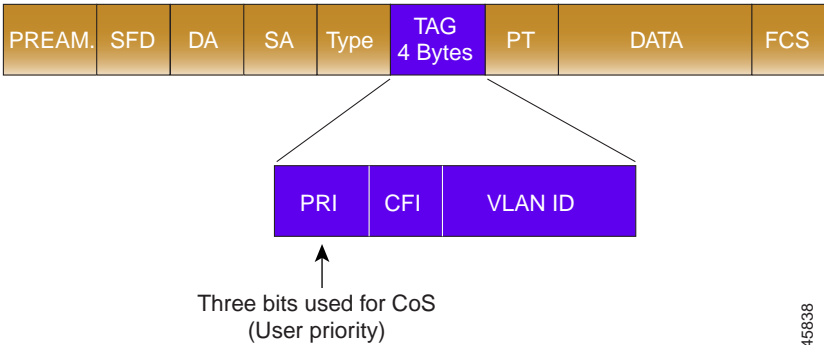 PREAM. SFD DA SA Type TAG PT DATA FCS
4 Bytes
PRI CFI VLAN ID
Three bits used for CoS
(User priority)
45838